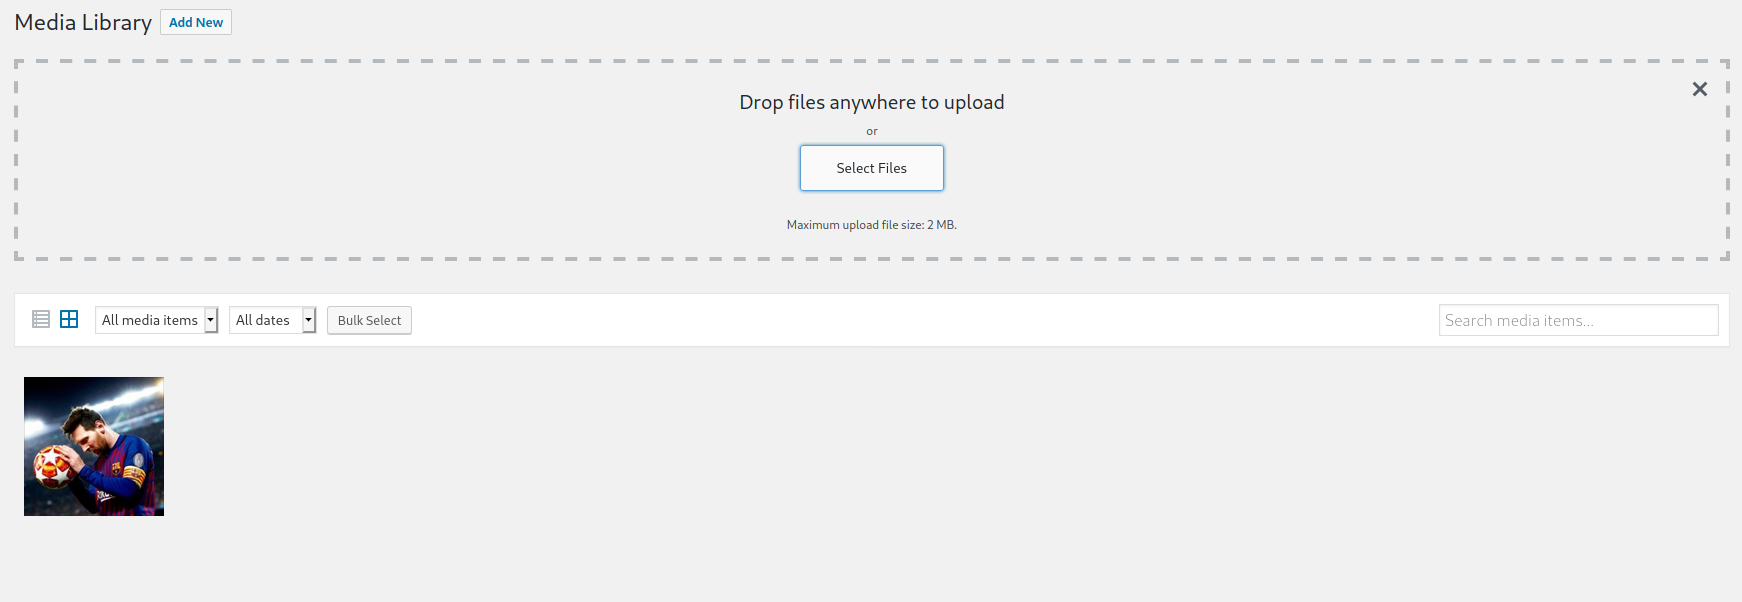 Media Library Add New
Drop files anywhere to upload
or
Select Files
Maximum upload file size: 2 MB.
All media items All dates Bulk Select Search media items...